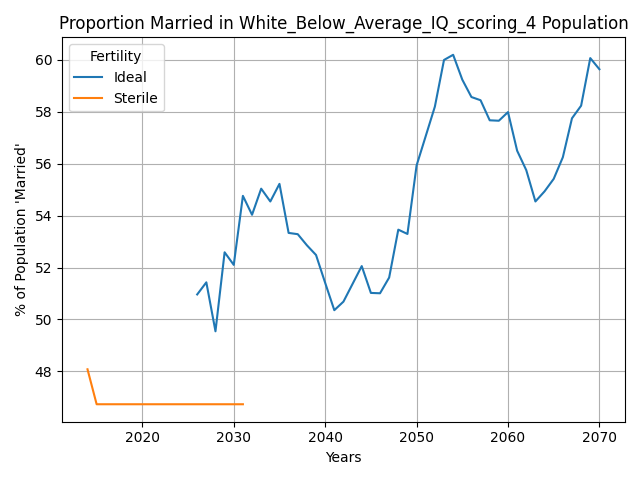 Proportion Married in White_Below_Average_IQ_scoring_4 Population
Fertility
Ideal
Sterile
% of Population 'Married'
60
58
56
54
52
50
48
2020
2030
2040
2050
2060
2070
Years